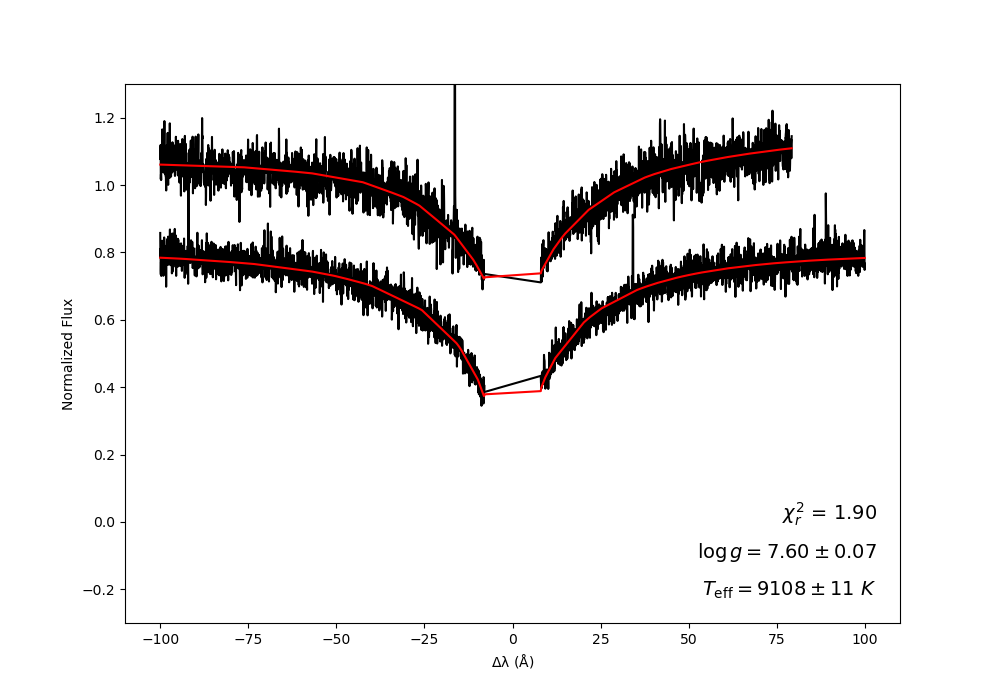 1.2
1.0
0.8
0.6
0.4
0.2
0.0
−0.2
Normalized Flux
χ²ᵣ = 1.90
log g = 7.60 ± 0.07
T_eff = 9108 ± 11 K
−100 −75 −50 −25 0 25 50 75 100
Δλ (Å)